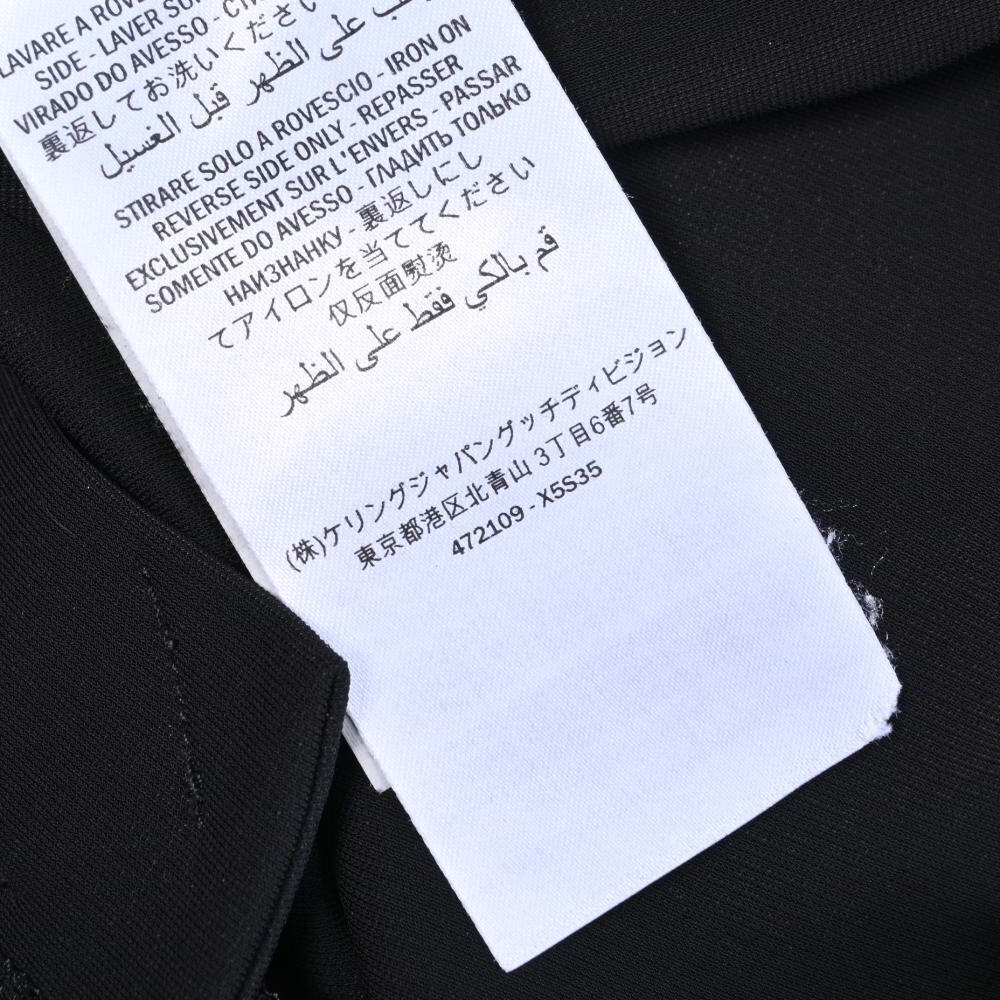 LAVARE A ROVE
SIDE - LAVER SU
VIRADO DO AVESSO - СТИ
裏返してお洗いください
على الظهر قبل الغسيل
STIRARE SOLO A ROVESCIO - IRON ON
REVERSE SIDE ONLY - REPASSER
EXCLUSIVEMENT SUR L'ENVERS - PASSAR
SOMENTE DO AVESSO - ГЛАДИТЬ ТОЛЬКО
НАИЗНАНКУ - 裏返しにし
てアイロンを当ててください
仅反面熨烫
قم بالكي فقط على الظهر
(株)ケリングジャパングッチディビジョン
東京都港区北青山 3丁目6番7号
472109 - X5S35